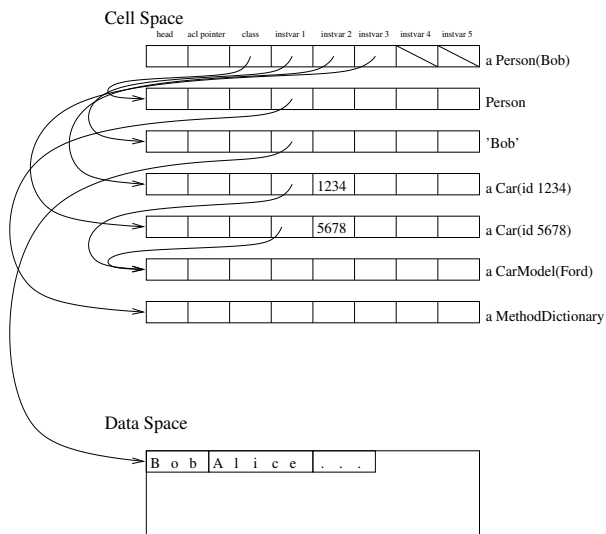 Cell Space
head acl pointer class instvar 1 instvar 2 instvar 3 instvar 4 instvar 5
a Person(Bob)
Person
’Bob’
1234 a Car(id 1234)
5678 a Car(id 5678)
a CarModel(Ford)
a MethodDictionary
Data Space
B o b A l i c e . . .